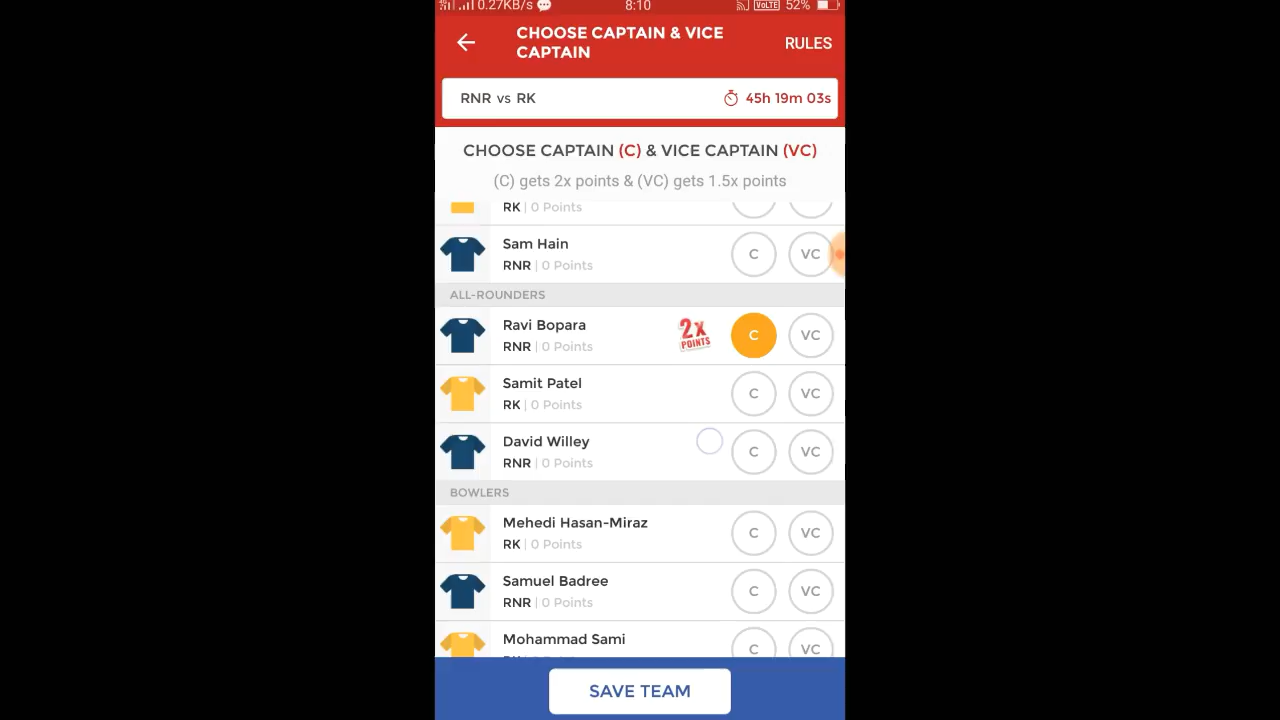 0.27KB/s 8:10 VoLTE 52%
CHOOSE CAPTAIN & VICE
CAPTAIN
RULES
RNR vs RK 45h 19m 03s
CHOOSE CAPTAIN (C) & VICE CAPTAIN (VC)
(C) gets 2x points & (VC) gets 1.5x points
RK | 0 Points
Sam Hain
RNR | 0 Points
C VC
ALL-ROUNDERS
Ravi Bopara
RNR | 0 Points
2X
POINTS
C VC
Samit Patel
RK | 0 Points
C VC
David Willey
RNR | 0 Points
C VC
BOWLERS
Mehedi Hasan-Miraz
RK | 0 Points
C VC
Samuel Badree
RNR | 0 Points
C VC
Mohammad Sami
C VC
SAVE TEAM